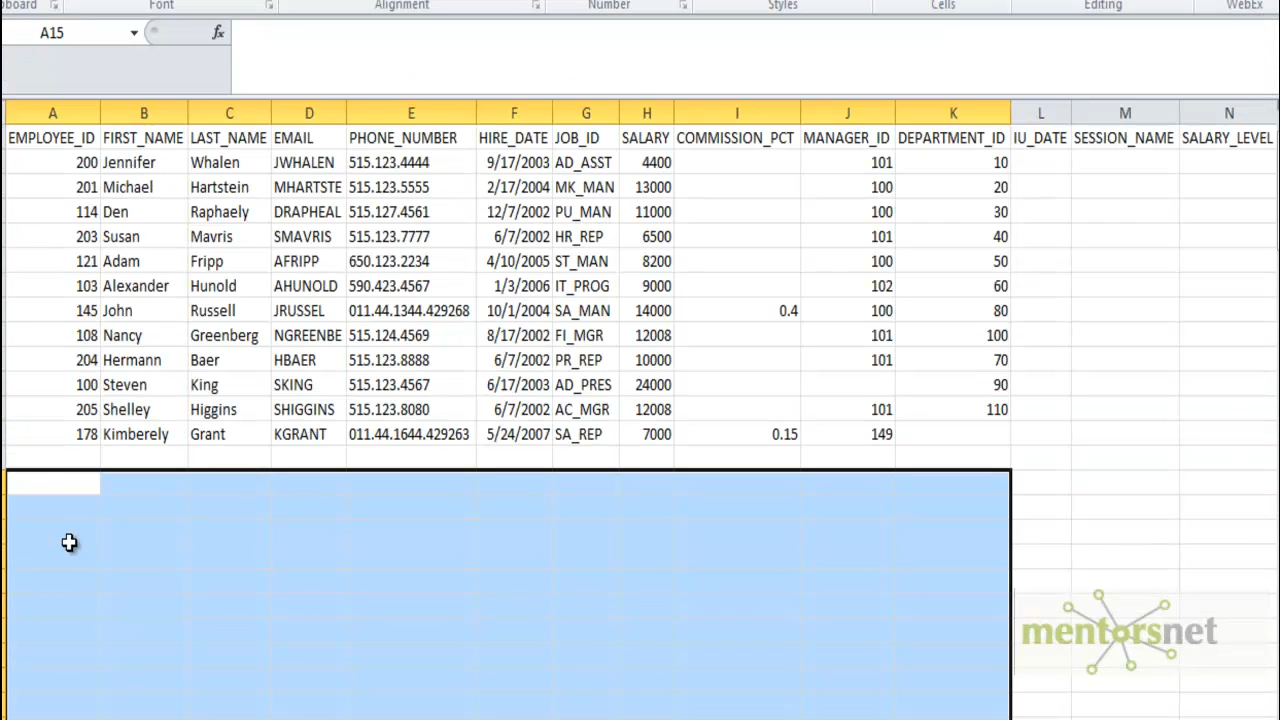 board Font Alignment Number Styles Cells Editing WebEx
A15 fx
A B C D E F G H I J K L M N
EMPLOYEE_ID FIRST_NAME LAST_NAME EMAIL PHONE_NUMBER HIRE_DATE JOB_ID SALARY COMMISSION_PCT MANAGER_ID DEPARTMENT_ID IU_DATE SESSION_NAME SALARY_LEVEL
200 Jennifer Whalen JWHALEN 515.123.4444 9/17/2003 AD_ASST 4400 101 10
201 Michael Hartstein MHARTSTE 515.123.5555 2/17/2004 MK_MAN 13000 100 20
114 Den Raphaely DRAPHEAL 515.127.4561 12/7/2002 PU_MAN 11000 100 30
203 Susan Mavris SMAVRIS 515.123.7777 6/7/2002 HR_REP 6500 101 40
121 Adam Fripp AFRIPP 650.123.2234 4/10/2005 ST_MAN 8200 100 50
103 Alexander Hunold AHUNOLD 590.423.4567 1/3/2006 IT_PROG 9000 102 60
145 John Russell JRUSSEL 011.44.1344.429268 10/1/2004 SA_MAN 14000 0.4 100 80
108 Nancy Greenberg NGREENBE 515.124.4569 8/17/2002 FI_MGR 12008 101 100
204 Hermann Baer HBAER 515.123.8888 6/7/2002 PR_REP 10000 101 70
100 Steven King SKING 515.123.4567 6/17/2003 AD_PRES 24000 90
205 Shelley Higgins SHIGGINS 515.123.8080 6/7/2002 AC_MGR 12008 101 110
178 Kimberely Grant KGRANT 011.44.1644.429263 5/24/2007 SA_REP 7000 0.15 149
mentorsnet